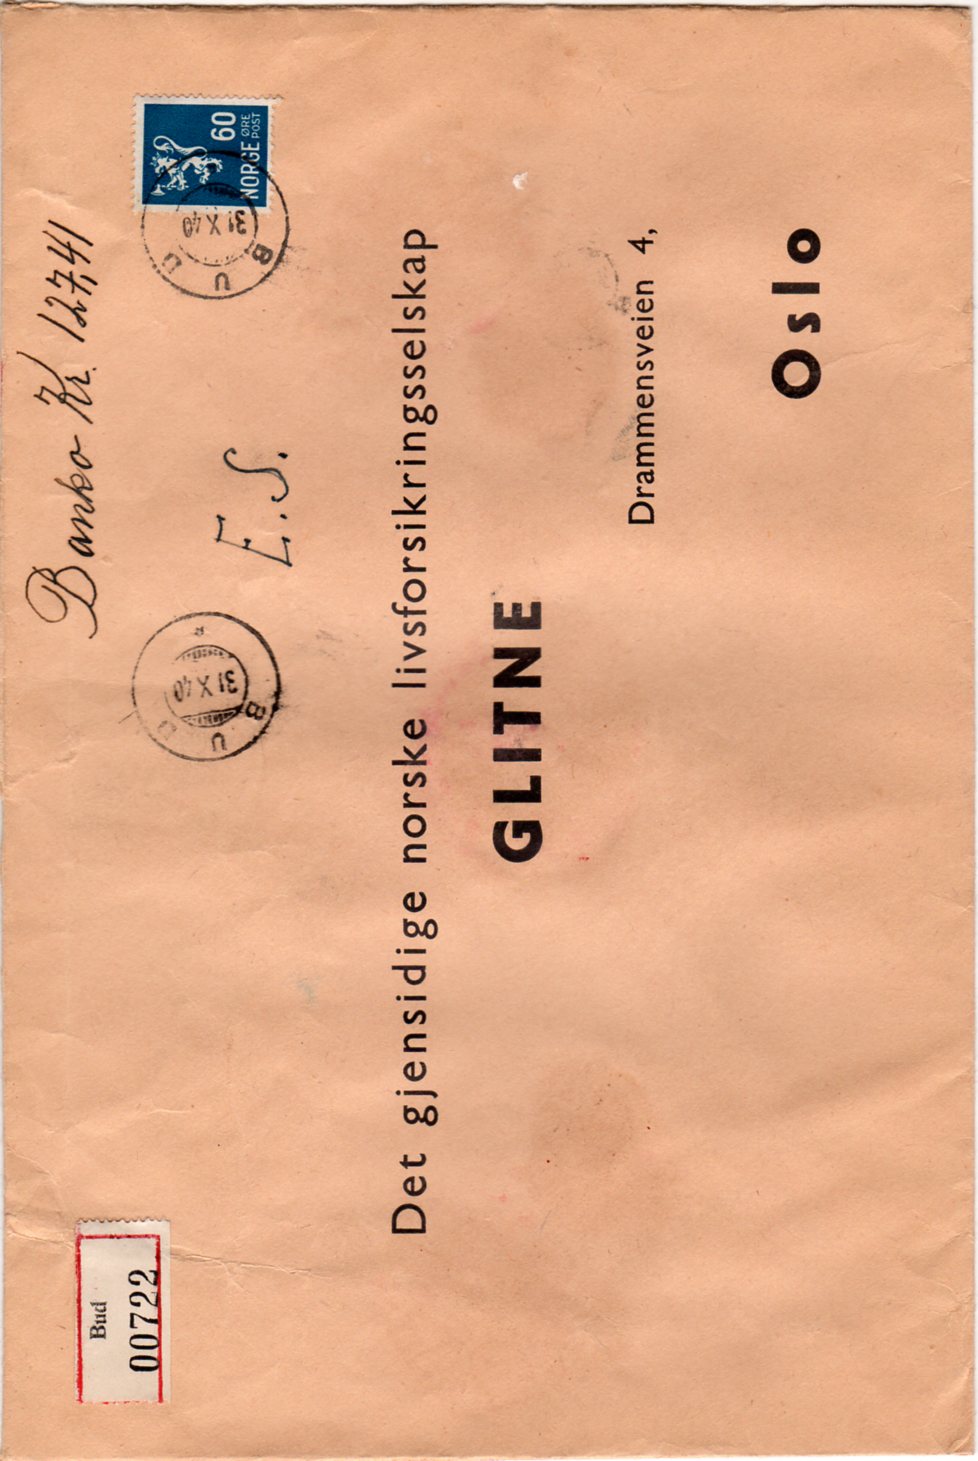 Banko Kr. 127,41
NORGE
60
ØRE
POST
BUD
31 X 40
E.S.
BUD
31 X 40
Bud
00722
Det gjensidige norske livsforsikringsselskap
GLITNE
Drammensveien 4,
Oslo